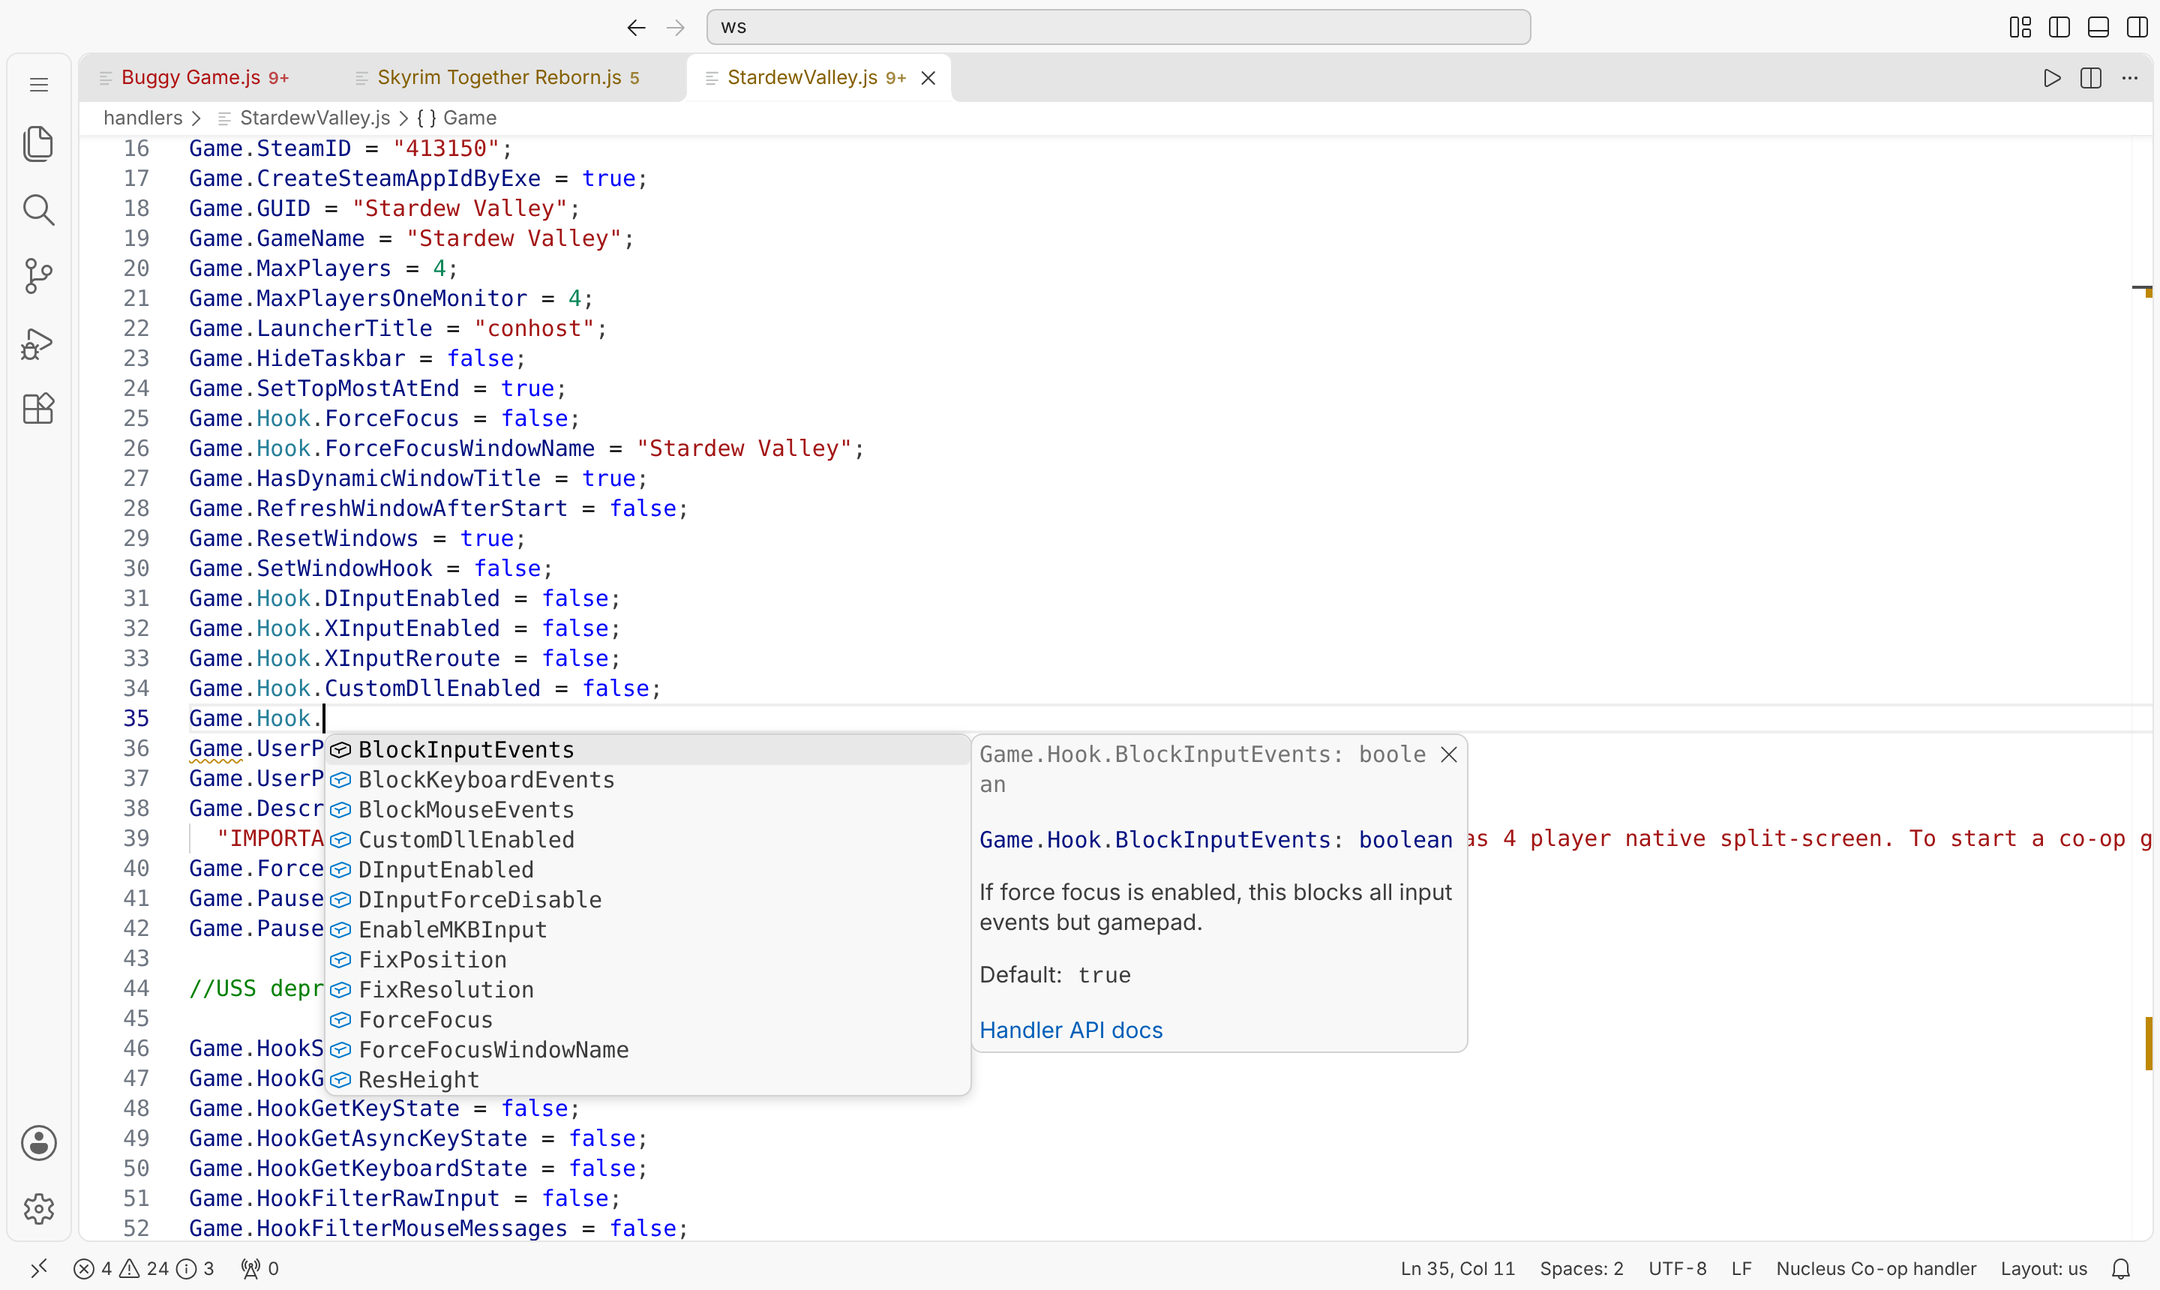 ws
Buggy Game.js 9+
Skyrim Together Reborn.js 5
StardewValley.js 9+
handlers > StardewValley.js > {} Game
16 Game.SteamID = "413150";
17 Game.CreateSteamAppIdByExe = true;
18 Game.GUID = "Stardew Valley";
19 Game.GameName = "Stardew Valley";
20 Game.MaxPlayers = 4;
21 Game.MaxPlayersOneMonitor = 4;
22 Game.LauncherTitle = "conhost";
23 Game.HideTaskbar = false;
24 Game.SetTopMostAtEnd = true;
25 Game.Hook.ForceFocus = false;
26 Game.Hook.ForceFocusWindowName = "Stardew Valley";
27 Game.HasDynamicWindowTitle = true;
28 Game.RefreshWindowAfterStart = false;
29 Game.ResetWindows = true;
30 Game.SetWindowHook = false;
31 Game.Hook.DInputEnabled = false;
32 Game.Hook.XInputEnabled = false;
33 Game.Hook.XInputReroute = false;
34 Game.Hook.CustomDllEnabled = false;
35 Game.Hook.
36 Game.UserP
37 Game.UserP
38 Game.Descr
39 "IMPORTA as 4 player native split-screen. To start a co-op g
40 Game.Force
41 Game.Pause
42 Game.Pause
43
44 //USS depr
45
46 Game.HookS
47 Game.HookG
48 Game.HookGetKeyState = false;
49 Game.HookGetAsyncKeyState = false;
50 Game.HookGetKeyboardState = false;
51 Game.HookFilterRawInput = false;
52 Game.HookFilterMouseMessages = false;
BlockInputEvents
BlockKeyboardEvents
BlockMouseEvents
CustomDllEnabled
DInputEnabled
DInputForceDisable
EnableMKBInput
FixPosition
FixResolution
ForceFocus
ForceFocusWindowName
ResHeight
Game.Hook.BlockInputEvents: boole
an
Game.Hook.BlockInputEvents: boolean
If force focus is enabled, this blocks all input
events but gamepad.
Default: true
Handler API docs
4 24 3 0
Ln 35, Col 11 Spaces: 2 UTF-8 LF Nucleus Co-op handler Layout: us